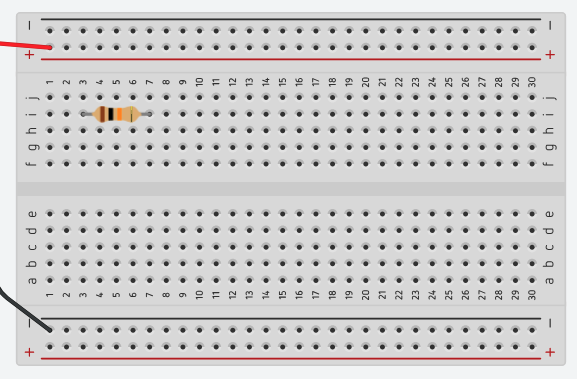 − −
+ +
1 2 3 4 5 6 7 8 9 10 11 12 13 14 15 16 17 18 19 20 21 22 23 24 25 26 27 28 29 30
j j
i i
h h
g g
f f
e e
d d
c c
b b
a a
1 2 3 4 5 6 7 8 9 10 11 12 13 14 15 16 17 18 19 20 21 22 23 24 25 26 27 28 29 30
− −
+ +